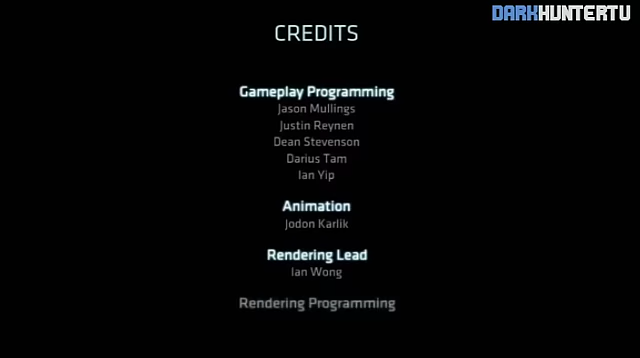 DARKHUNTERTU
CREDITS
Gameplay Programming
Jason Mullings
Justin Reynen
Dean Stevenson
Darius Tam
Ian Yip
Animation
Jodon Karlik
Rendering Lead
Ian Wong
Rendering Programming